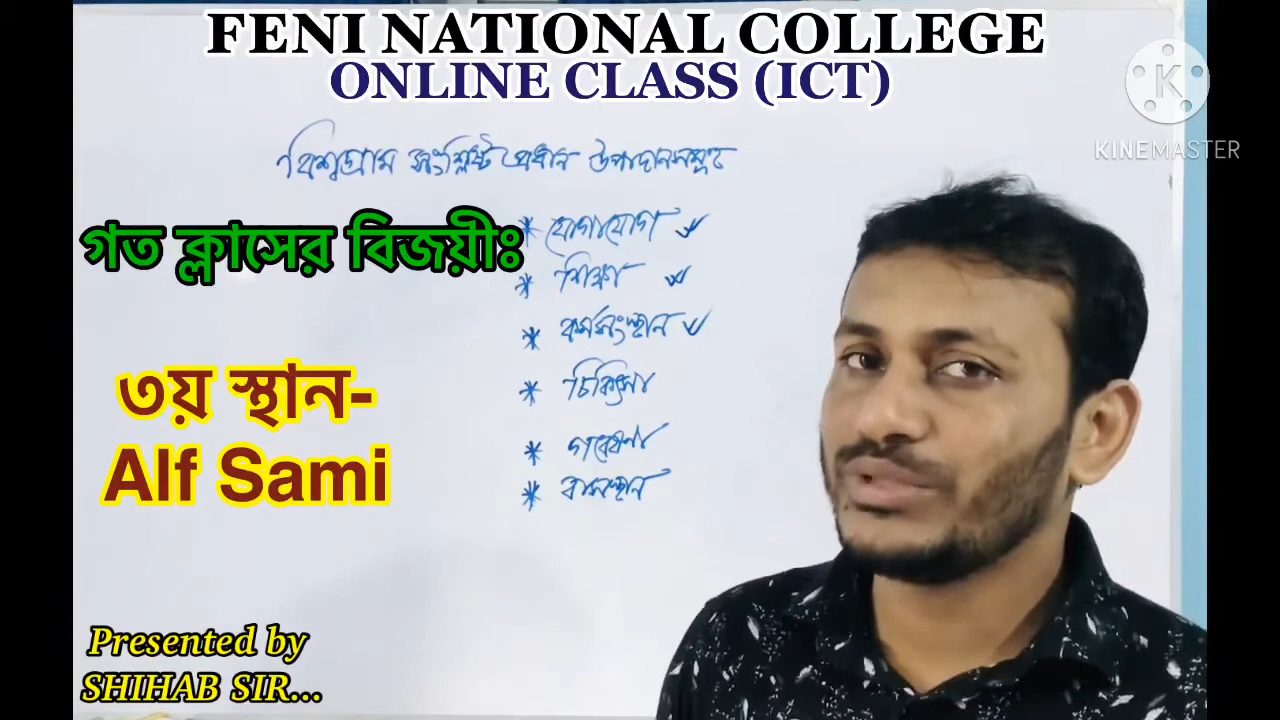 FENI NATIONAL COLLEGE
ONLINE CLASS (ICT)
K
KINEMASTER
বিশ্বগ্রাম সংশ্লিষ্ট প্রধান উপাদানসমূহ
গত ক্লাসের বিজয়ীঃ
* যোগাযোগ ✓
* শিক্ষা ✓
* কর্মসংস্থান ✓
* চিকিৎসা
* গবেষণা
* বাসস্থান
৩য় স্থান-
Alf Sami
Presented by
SHIHAB SIR...